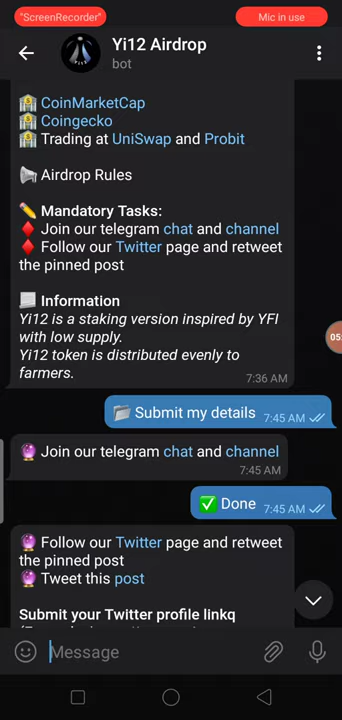 "ScreenRecorder"
Mic in use
Yi12 Airdrop
bot
CoinMarketCap
Coingecko
Trading at UniSwap and Probit
Airdrop Rules
Mandatory Tasks:
Join our telegram chat and channel
Follow our Twitter page and retweet
the pinned post
Information
Yi12 is a staking version inspired by YFI
with low supply.
Yi12 token is distributed evenly to
farmers.
7:36 AM
Submit my details 7:45 AM
Join our telegram chat and channel
7:45 AM
Done 7:45 AM
Follow our Twitter page and retweet
the pinned post
Tweet this post
Submit your Twitter profile linkq
Message